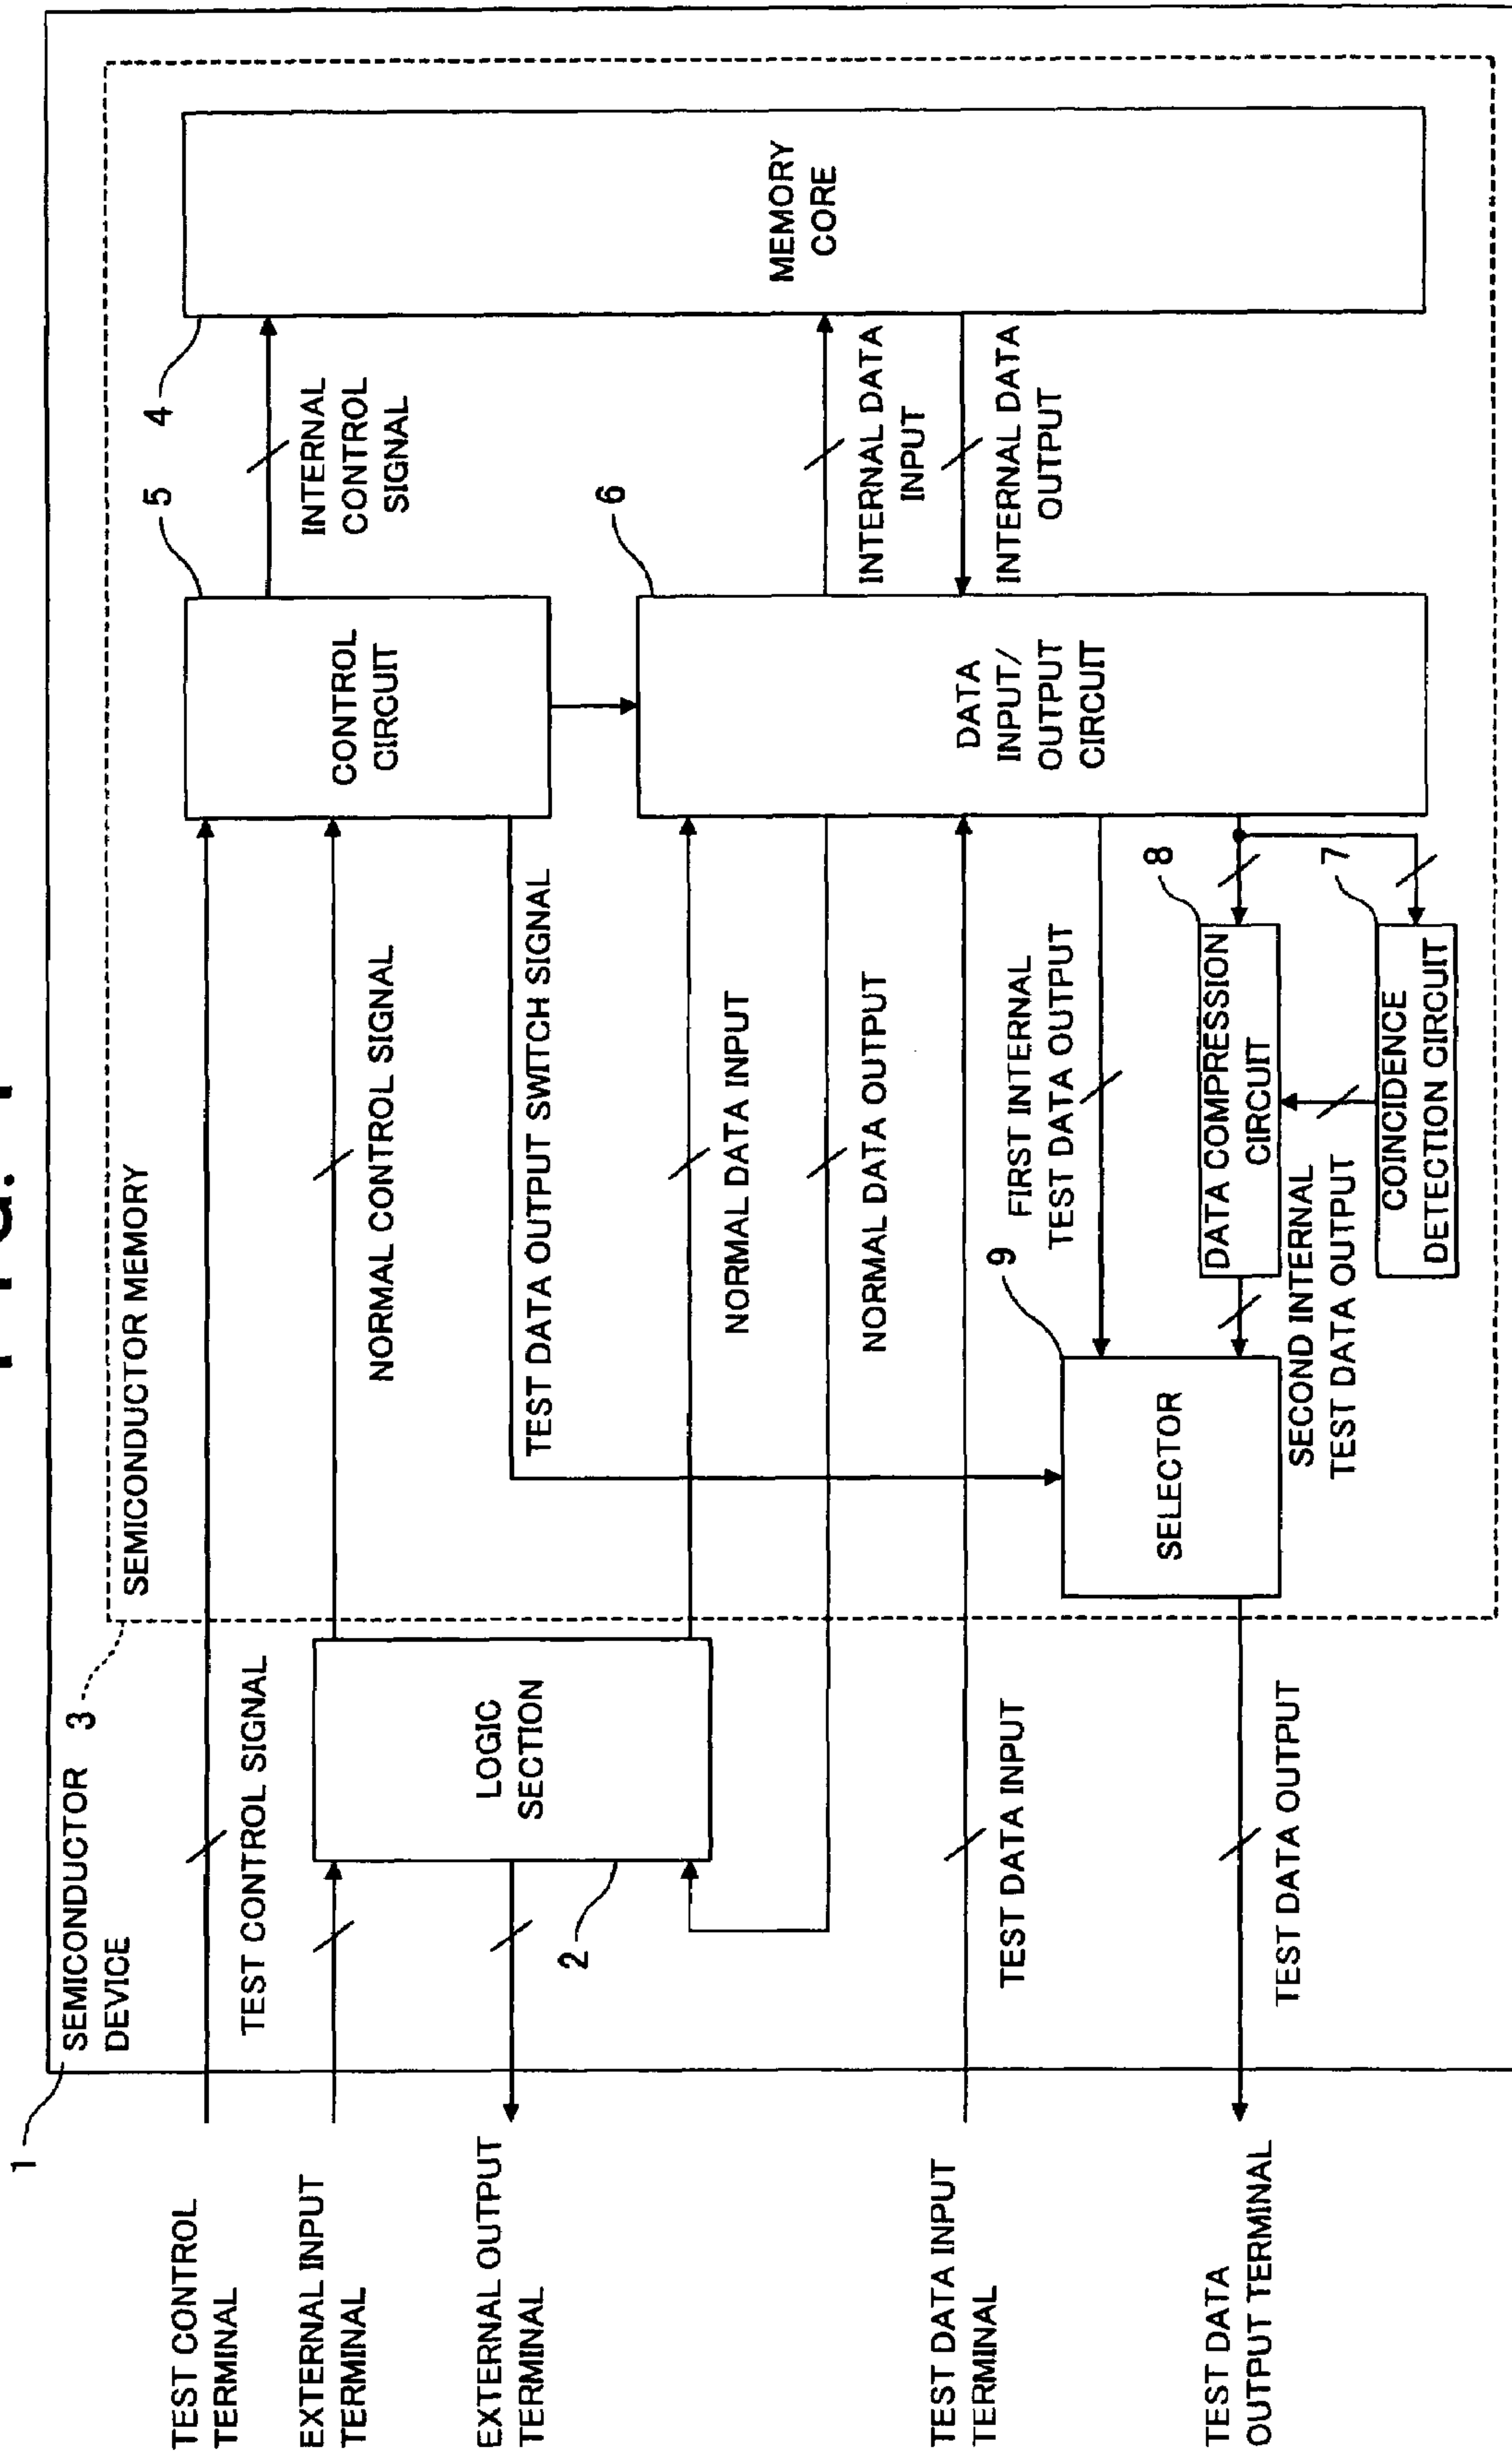 1
SEMICONDUCTOR
DEVICE
3
SEMICONDUCTOR MEMORY
TEST CONTROL
TERMINAL
TEST CONTROL SIGNAL
EXTERNAL INPUT
TERMINAL
EXTERNAL OUTPUT
TERMINAL
LOGIC
SECTION
2
NORMAL CONTROL SIGNAL
TEST DATA OUTPUT SWITCH SIGNAL
5
CONTROL
CIRCUIT
INTERNAL
CONTROL
SIGNAL
4
MEMORY
CORE
NORMAL DATA INPUT
NORMAL DATA OUTPUT
6
DATA
INPUT/
OUTPUT
CIRCUIT
INTERNAL DATA
INPUT
INTERNAL DATA
OUTPUT
TEST DATA INPUT
TERMINAL
TEST DATA INPUT
FIRST INTERNAL
TEST DATA OUTPUT
9
SELECTOR
8
DATA COMPRESSION
CIRCUIT
SECOND INTERNAL
TEST DATA OUTPUT
7
COINCIDENCE
DETECTION CIRCUIT
TEST DATA
OUTPUT TERMINAL
TEST DATA OUTPUT